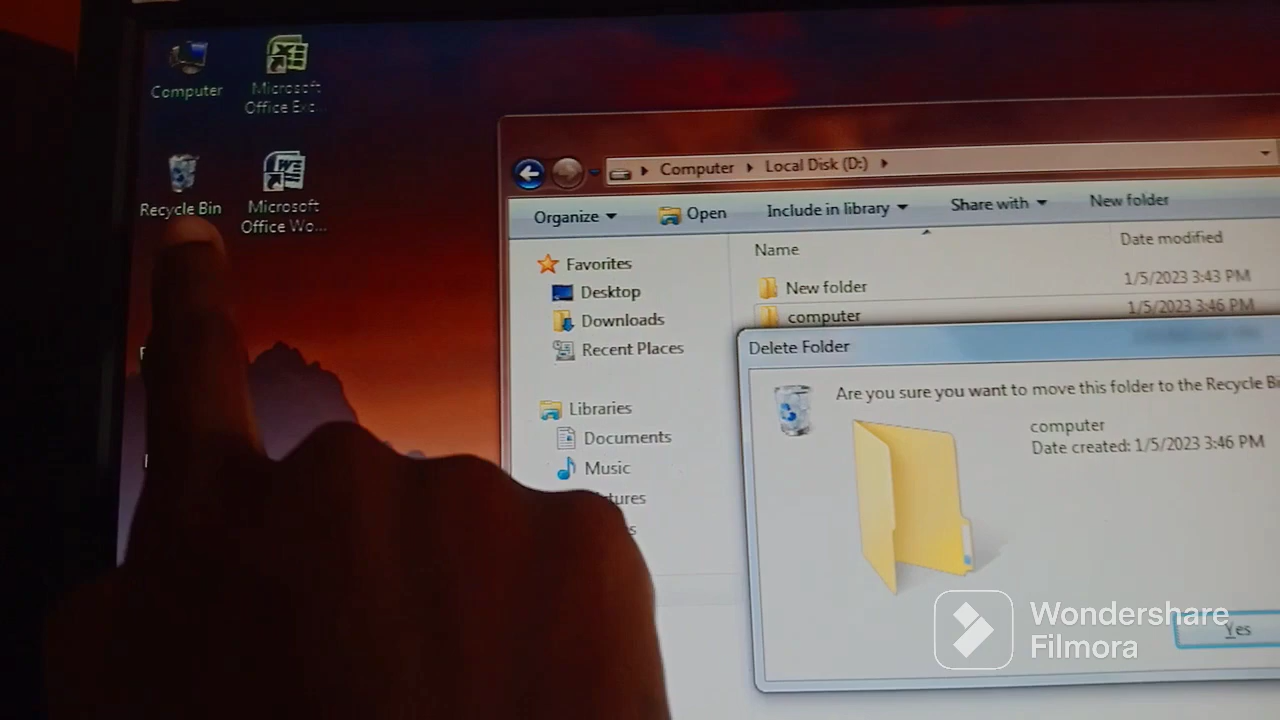 Computer
Microsoft
Office Exc...
Recycle Bin
Microsoft
Office Wo...
Computer
Local Disk (D:)
Organize
Open
Include in library
Share with
New folder
Name
Date modified
Favorites
Desktop
Downloads
Recent Places
Libraries
Documents
Music
New folder
1/5/2023 3:43 PM
computer
1/5/2023 3:46 PM
Delete Folder
Are you sure you want to move this folder to the Recycle Bi
computer
Date created: 1/5/2023 3:46 PM
Yes
Wondershare
Filmora